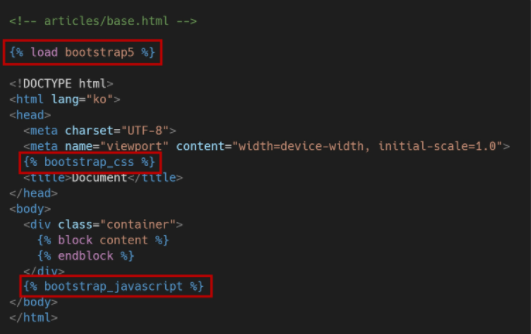 <!-- articles/base.html -->
{% load bootstrap5 %}
<!DOCTYPE html>
<html lang="ko">
<head>
<meta charset="UTF-8">
<meta name="viewport" content="width=device-width, initial-scale=1.0">
{% bootstrap_css %}
<title>Document</title>
</head>
<body>
<div class="container">
{% block content %}
{% endblock %}
</div>
{% bootstrap_javascript %}
</body>
</html>